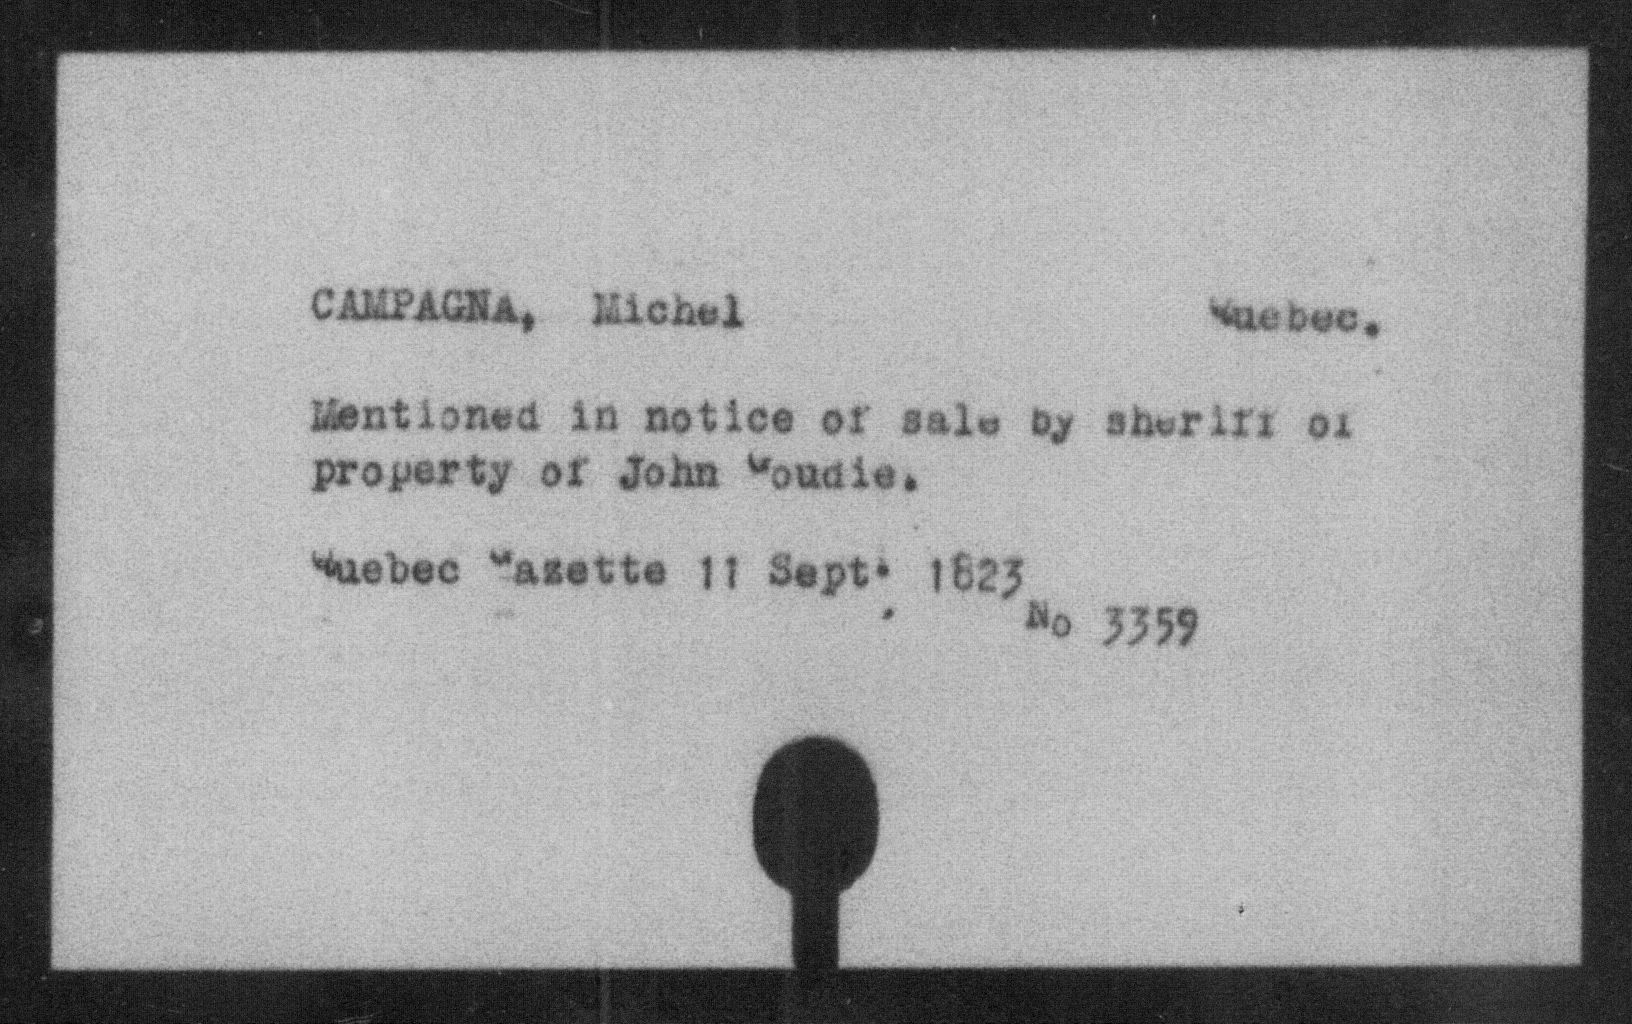 CAMPAGNA, Michel Quebec.
Mentioned in notice of sale by sheriff of
property of John Goudie.
Quebec Gazette 11 Sept. 1823
No 3359